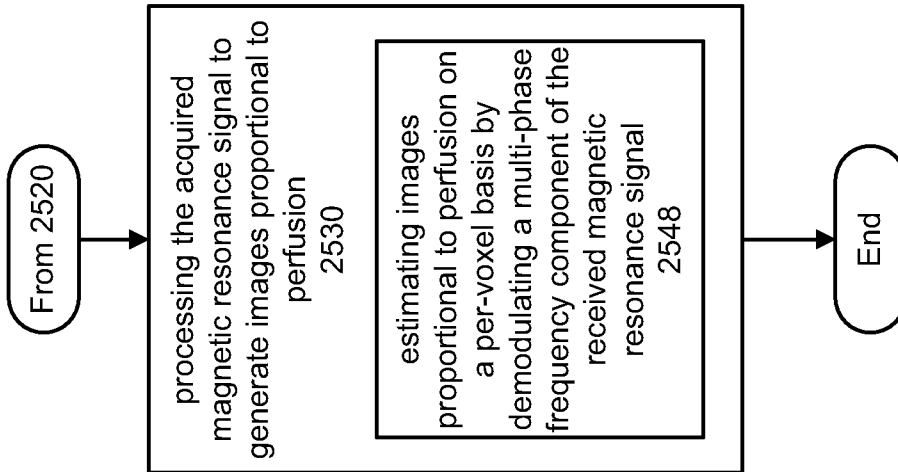 From 2520
processing the acquired
magnetic resonance signal to
generate images proportional to
perfusion
2530
estimating images
proportional to perfusion on
a per-voxel basis by
demodulating a multi-phase
frequency component of the
received magnetic
resonance signal
2548
End